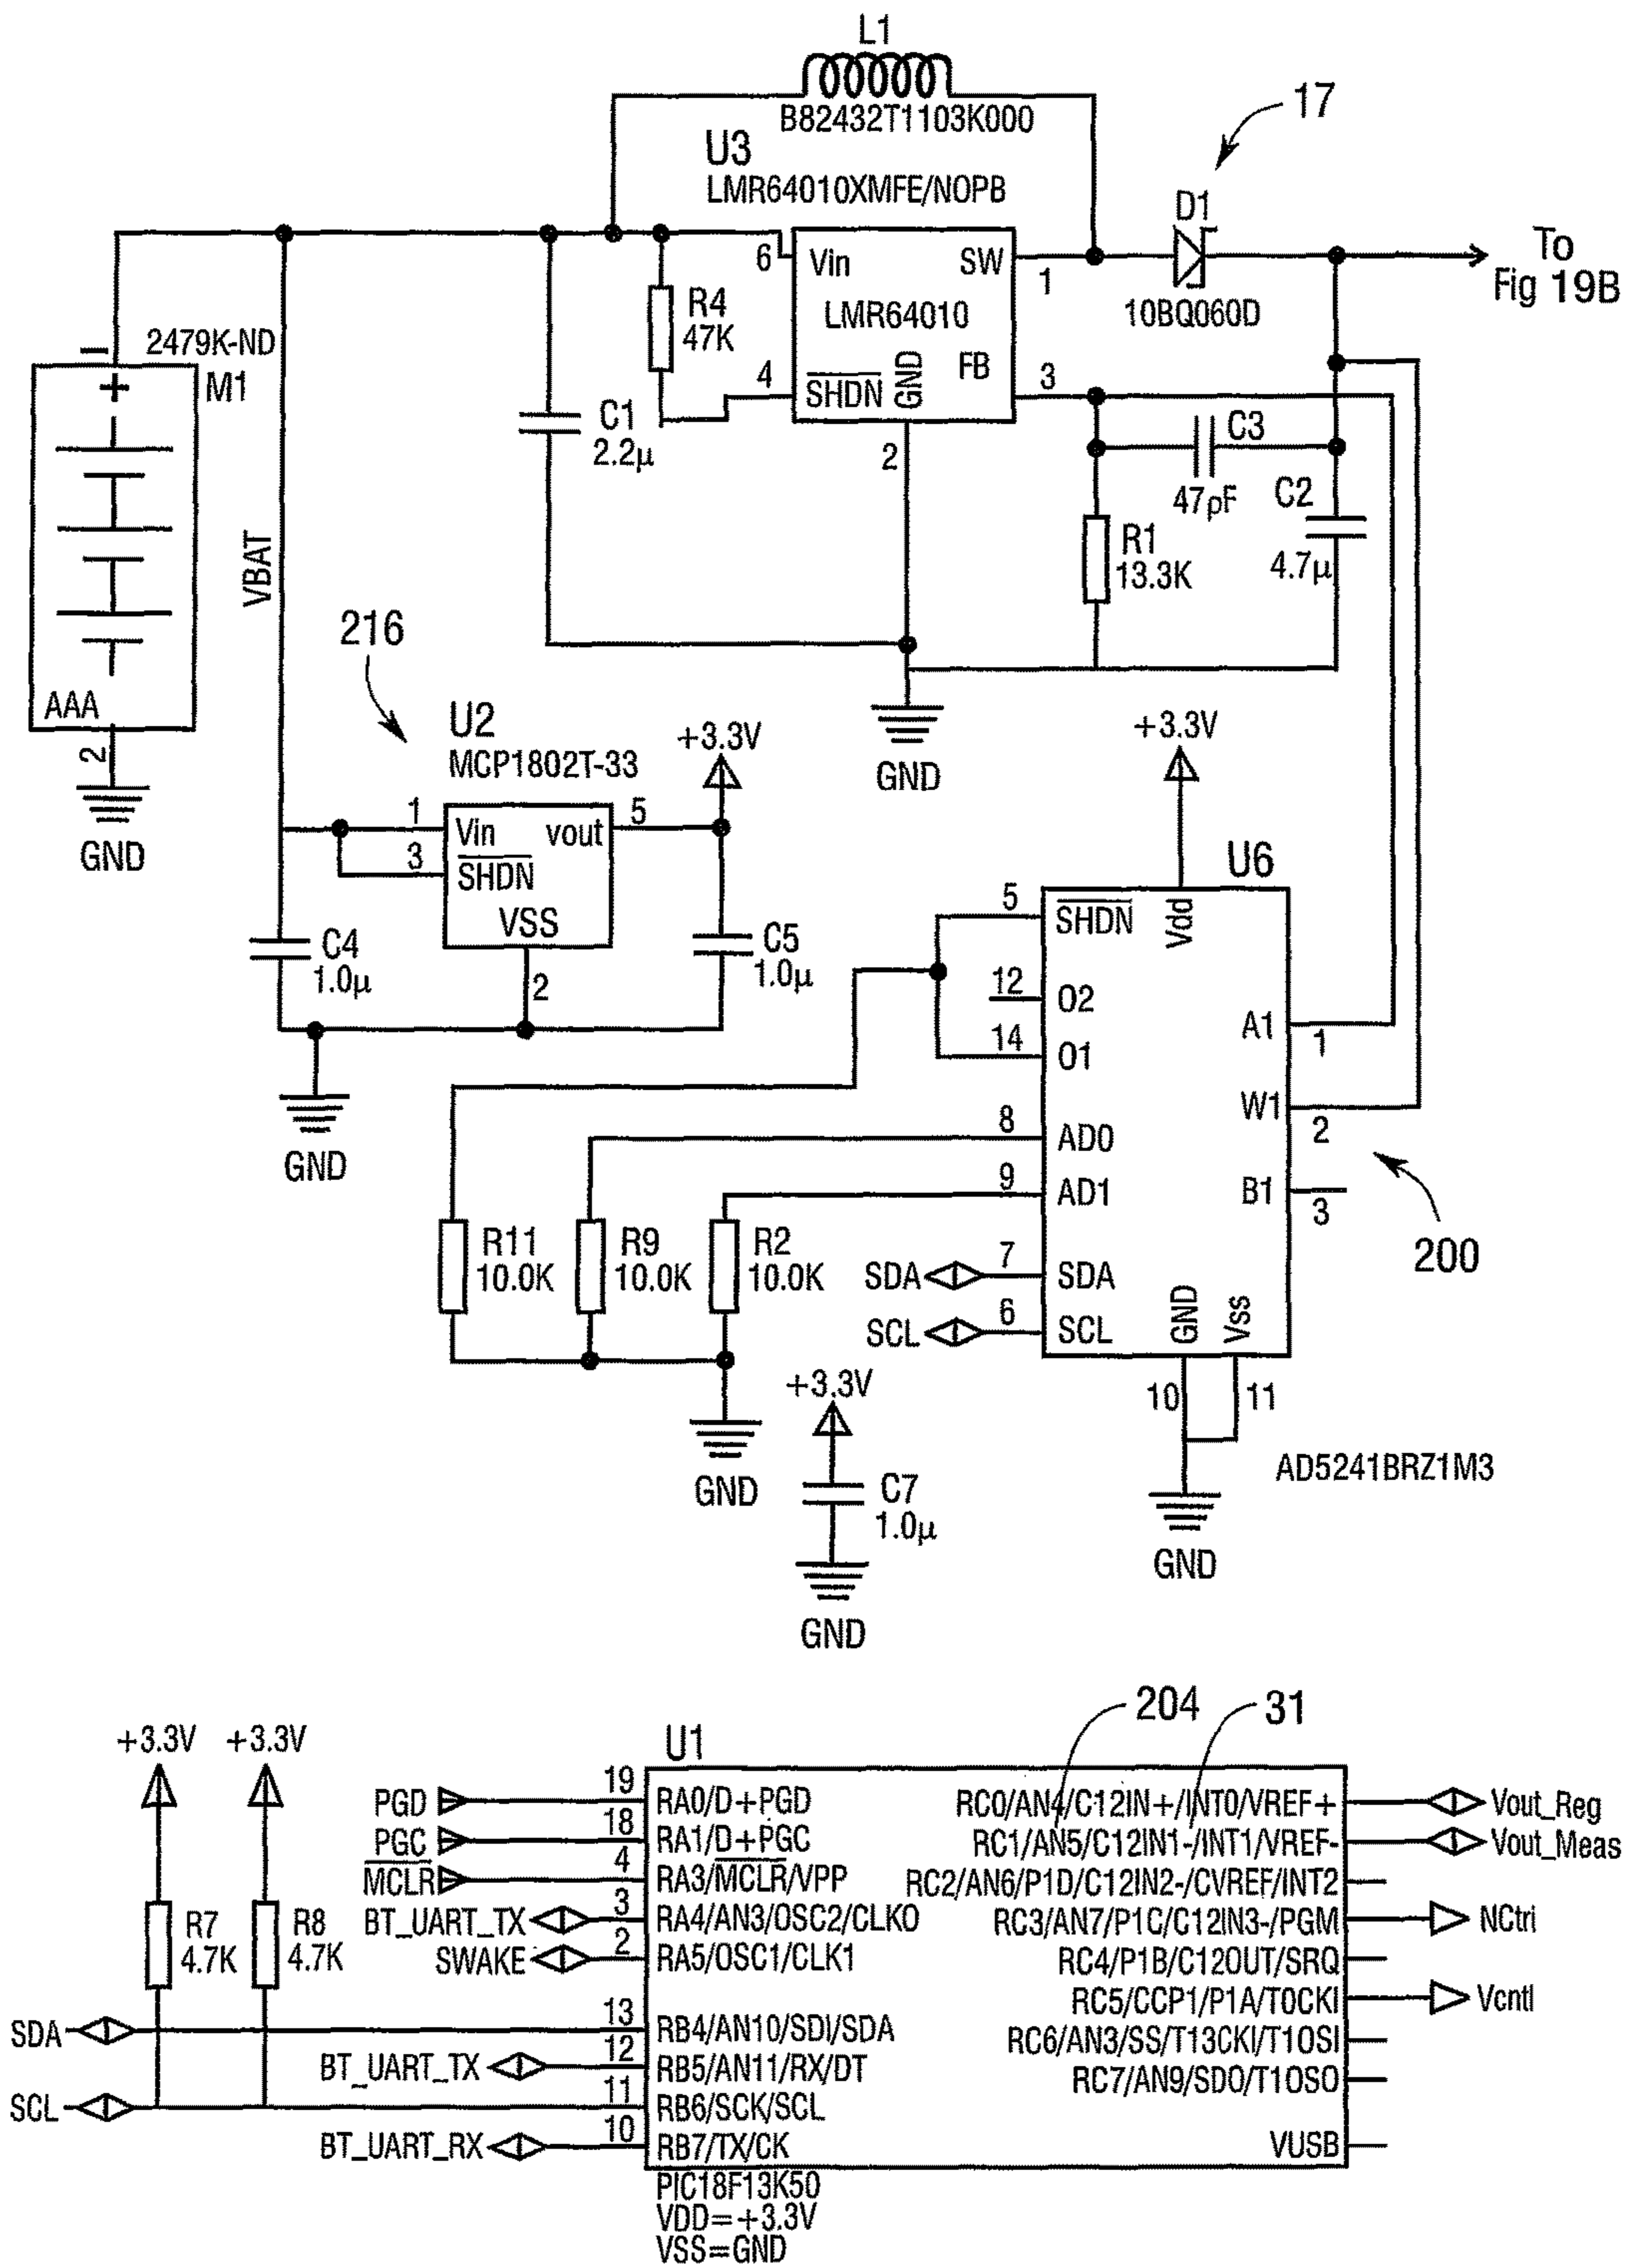 L1
B82432T1103K000
17
U3
LMR64010XMFE/NOPB
D1
6 Vin SW 1
To
Fig 19B
LMR64010
10BQ060D
R4
47K
2479K-ND
M1
4 SHDN GND FB 3
C1
2.2µ
2
C3
47pF
C2
4.7µ
R1
13.3K
VBAT
216
AAA
2
GND
U2
MCP1802T-33
+3.3V
GND
+3.3V
1 Vin vout 5
3 SHDN
VSS
2
C4
1.0µ
C5
1.0µ
GND
U6
5 SHDN Vdd
12 O2
14 O1
A1 1
W1 2
8 AD0
9 AD1
B1 3
200
R11
10.0K
R9
10.0K
R2
10.0K
SDA 7 SDA
SCL 6 SCL
GND Vss
10 11
GND
+3.3V
C7
1.0µ
GND
AD5241BRZ1M3
GND
204 31
+3.3V +3.3V
U1
PGD 19 RA0/D+PGD RC0/AN4/C12IN+/INT0/VREF+ Vout_Reg
PGC 18 RA1/D+PGC RC1/AN5/C12IN1-/INT1/VREF- Vout_Meas
MCLR 4 RA3/MCLR/VPP RC2/AN6/P1D/C12IN2-/CVREF/INT2
BT_UART_TX 3 RA4/AN3/OSC2/CLKO RC3/AN7/P1C/C12IN3-/PGM NCtri
SWAKE 2 RA5/OSC1/CLK1 RC4/P1B/C12OUT/SRQ
R7
4.7K
R8
4.7K
RC5/CCP1/P1A/T0CKI Vcntl
SDA 13 RB4/AN10/SDI/SDA RC6/AN3/SS/T13CKI/T1OSI
BT_UART_TX 12 RB5/AN11/RX/DT RC7/AN9/SDO/T1OSO
SCL 11 RB6/SCK/SCL
BT_UART_RX 10 RB7/TX/CK VUSB
PIC18F13K50
VDD=+3.3V
VSS=GND